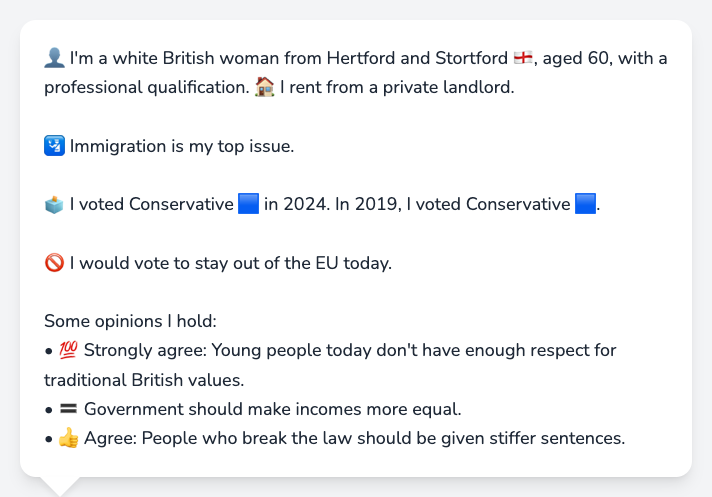 👤 I'm a white British woman from Hertford and Stortford 🏴󠁧󠁢󠁥󠁮󠁧󠁿, aged 60, with a
professional qualification. 🏠 I rent from a private landlord.
🛂 Immigration is my top issue.
🗳️ I voted Conservative 🟦 in 2024. In 2019, I voted Conservative 🟦.
🚫 I would vote to stay out of the EU today.
Some opinions I hold:
• 💯 Strongly agree: Young people today don't have enough respect for
traditional British values.
• 🟰 Government should make incomes more equal.
• 👍 Agree: People who break the law should be given stiffer sentences.